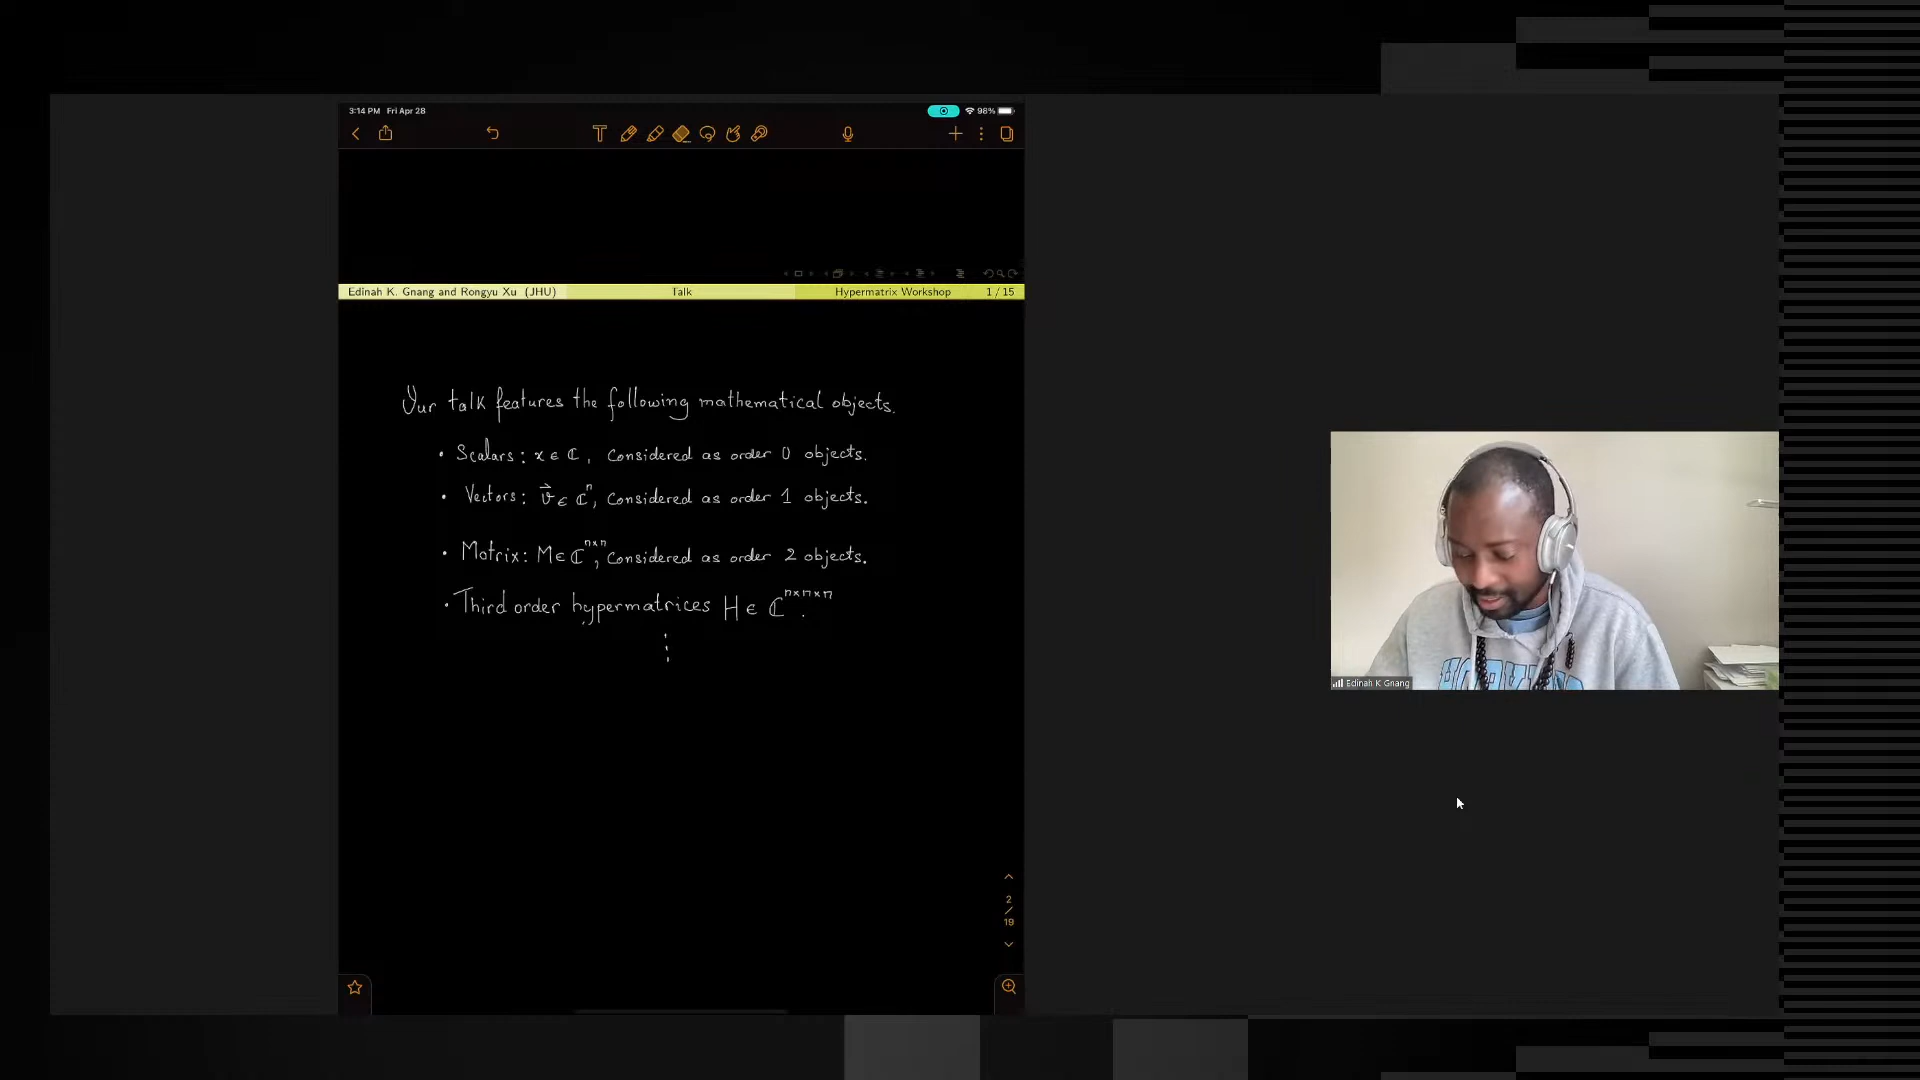 3:14 PM Fri Apr 28
98%
Edinah K. Gnang and Rongyu Xu (JHU) Talk Hypermatrix Workshop 1 / 15
Our talk features the following mathematical objects.
• Scalars : x ∈ ℂ, Considered as order 0 objects.
• Vectors : v⃗ ∈ ℂⁿ, Considered as order 1 objects.
• Matrix : M ∈ ℂⁿˣⁿ, Considered as order 2 objects.
• Third order hypermatrices H ∈ ℂⁿˣⁿˣⁿ.
⋮
2
/
19
Edinah K Gnang